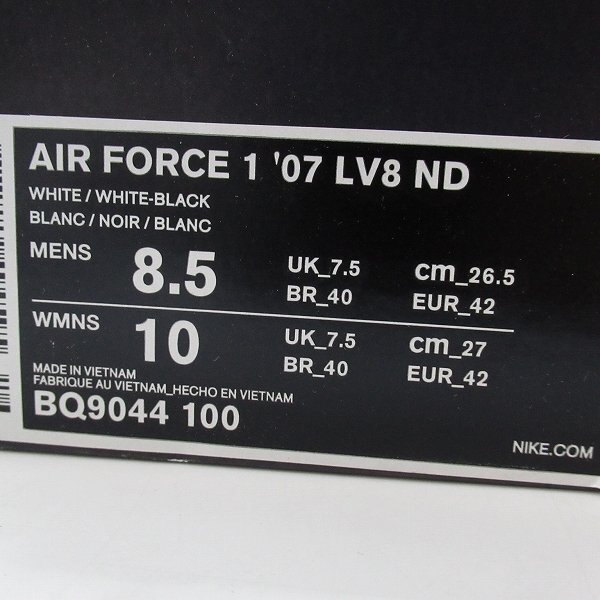 AIR FORCE 1 '07 LV8 ND
WHITE / WHITE-BLACK
BLANC / NOIR / BLANC
MENS 8.5 UK_7.5 cm_26.5
BR_40 EUR_42
WMNS 10 UK_7.5 cm_27
BR_40 EUR_42
MADE IN VIETNAM
FABRIQUE AU VIETNAM_HECHO EN VIETNAM
BQ9044 100
NIKE.COM